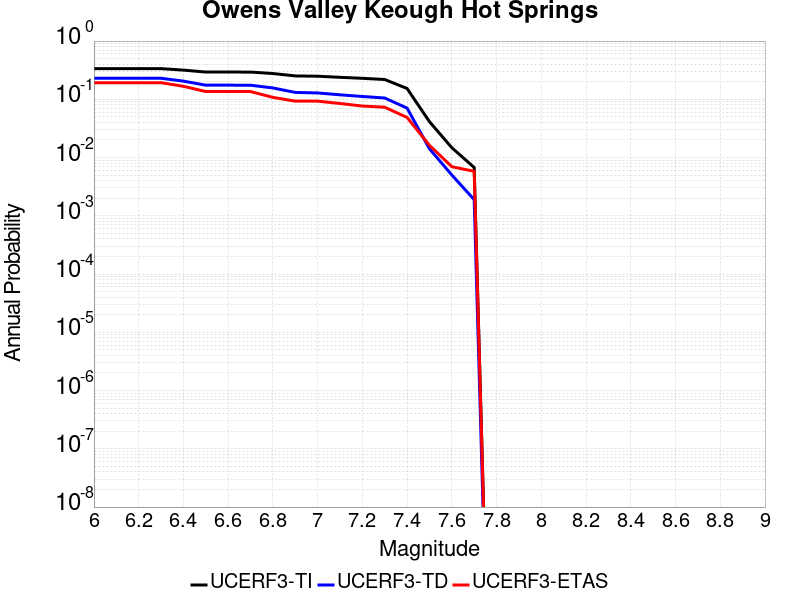 Owens Valley Keough Hot Springs
10 0
10 -1
10 -2
10 -3
10 -4
10 -5
10 -6
10 -7
10 -8
Annual Probability
6 6.2 6.4 6.6 6.8 7 7.2 7.4 7.6 7.8 8 8.2 8.4 8.6 8.8 9
Magnitude
UCERF3-TI UCERF3-TD UCERF3-ETAS